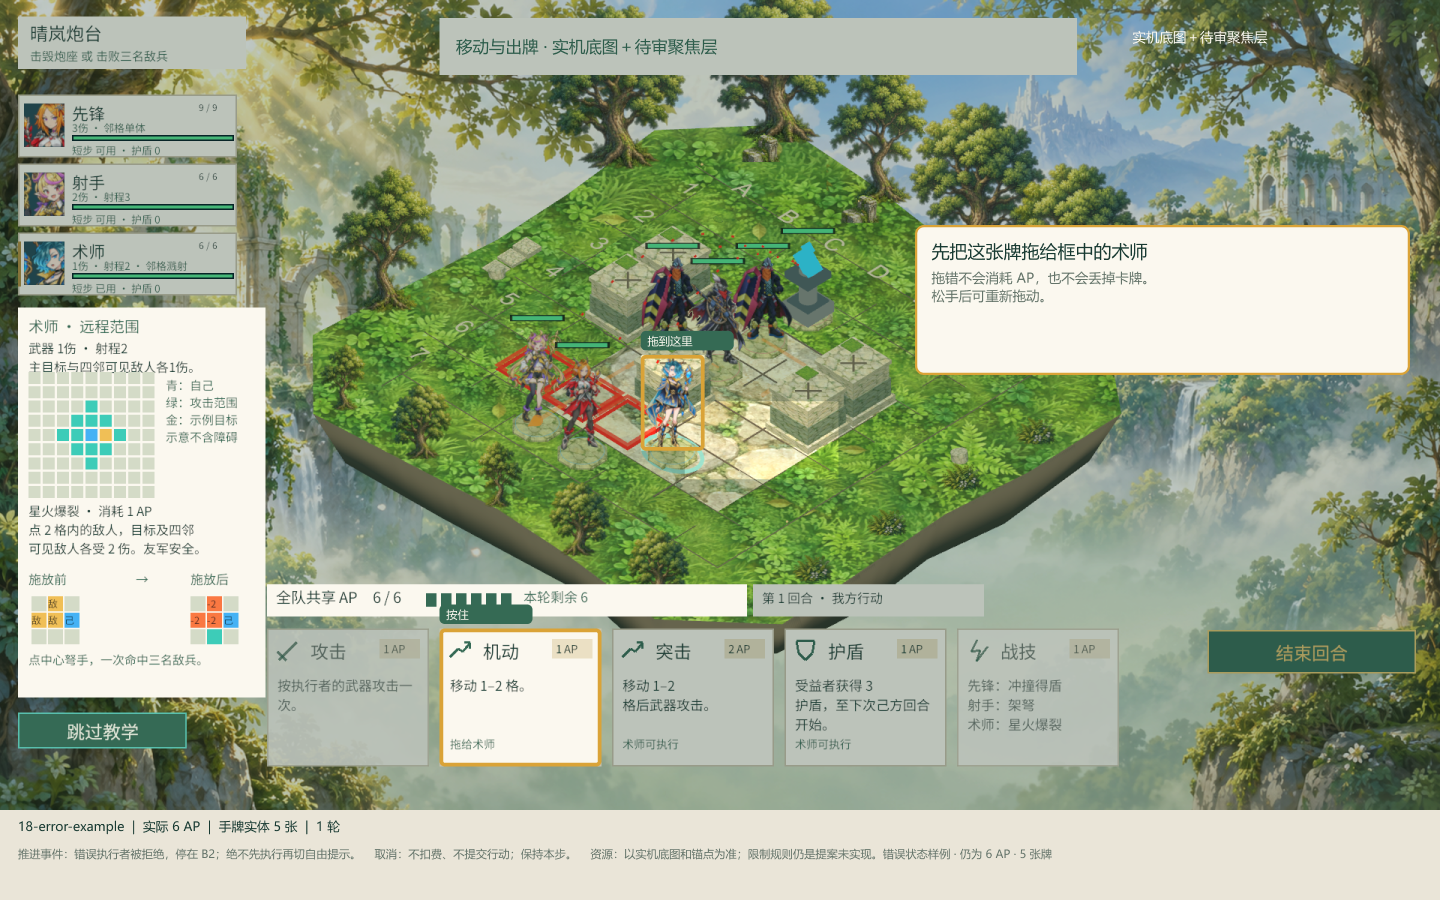 晴岚炮台
击毁炮座 或 击败三名敌兵
移动与出牌 · 实机底图 + 待审聚焦层
实机底图 + 待审聚焦层
先锋
9 / 9
3伤 · 邻格单体
短步 可用 · 护盾 0
射手
6 / 6
2伤 · 射程3
短步 可用 · 护盾 0
术师
6 / 6
1伤 · 射程2 · 邻格溅射
短步 已用 · 护盾 0
术师 · 远程范围
武器 1伤 · 射程2
主目标与四邻可见敌人各1伤。
青：自己
绿：攻击范围
金：示例目标
示意不含障碍
星火爆裂 · 消耗 1 AP
点 2 格内的敌人，目标及四邻
可见敌人各受 2 伤。友军安全。
施放前 → 施放后
敌
敌 敌 己
-2
-2 -2 己
点中心弩手，一次命中三名敌兵。
跳过教学
先把这张牌拖给框中的术师
拖错不会消耗 AP，也不会丢掉卡牌。
松手后可重新拖动。
拖到这里
全队共享 AP 6 / 6
本轮剩余 6
第 1 回合 · 我方行动
按住
攻击
1 AP
按执行者的武器攻击一
次。
机动
1 AP
移动 1–2 格。
拖给术师
突击
2 AP
移动 1–2
格后武器攻击。
术师可执行
护盾
1 AP
受益者获得 3
护盾，至下次己方回合
开始。
术师可执行
战技
1 AP
先锋：冲撞得盾
射手：架弩
术师：星火爆裂
结束回合
18-error-example | 实际 6 AP | 手牌实体 5 张 | 1 轮
推进事件：错误执行者被拒绝，停在 B2；绝不先执行再切自由提示。 取消：不扣费、不提交行动；保持本步。 资源：以实机底图和锚点为准；限制规则仍是提案未实现。错误状态样例 · 仍为 6 AP · 5 张牌